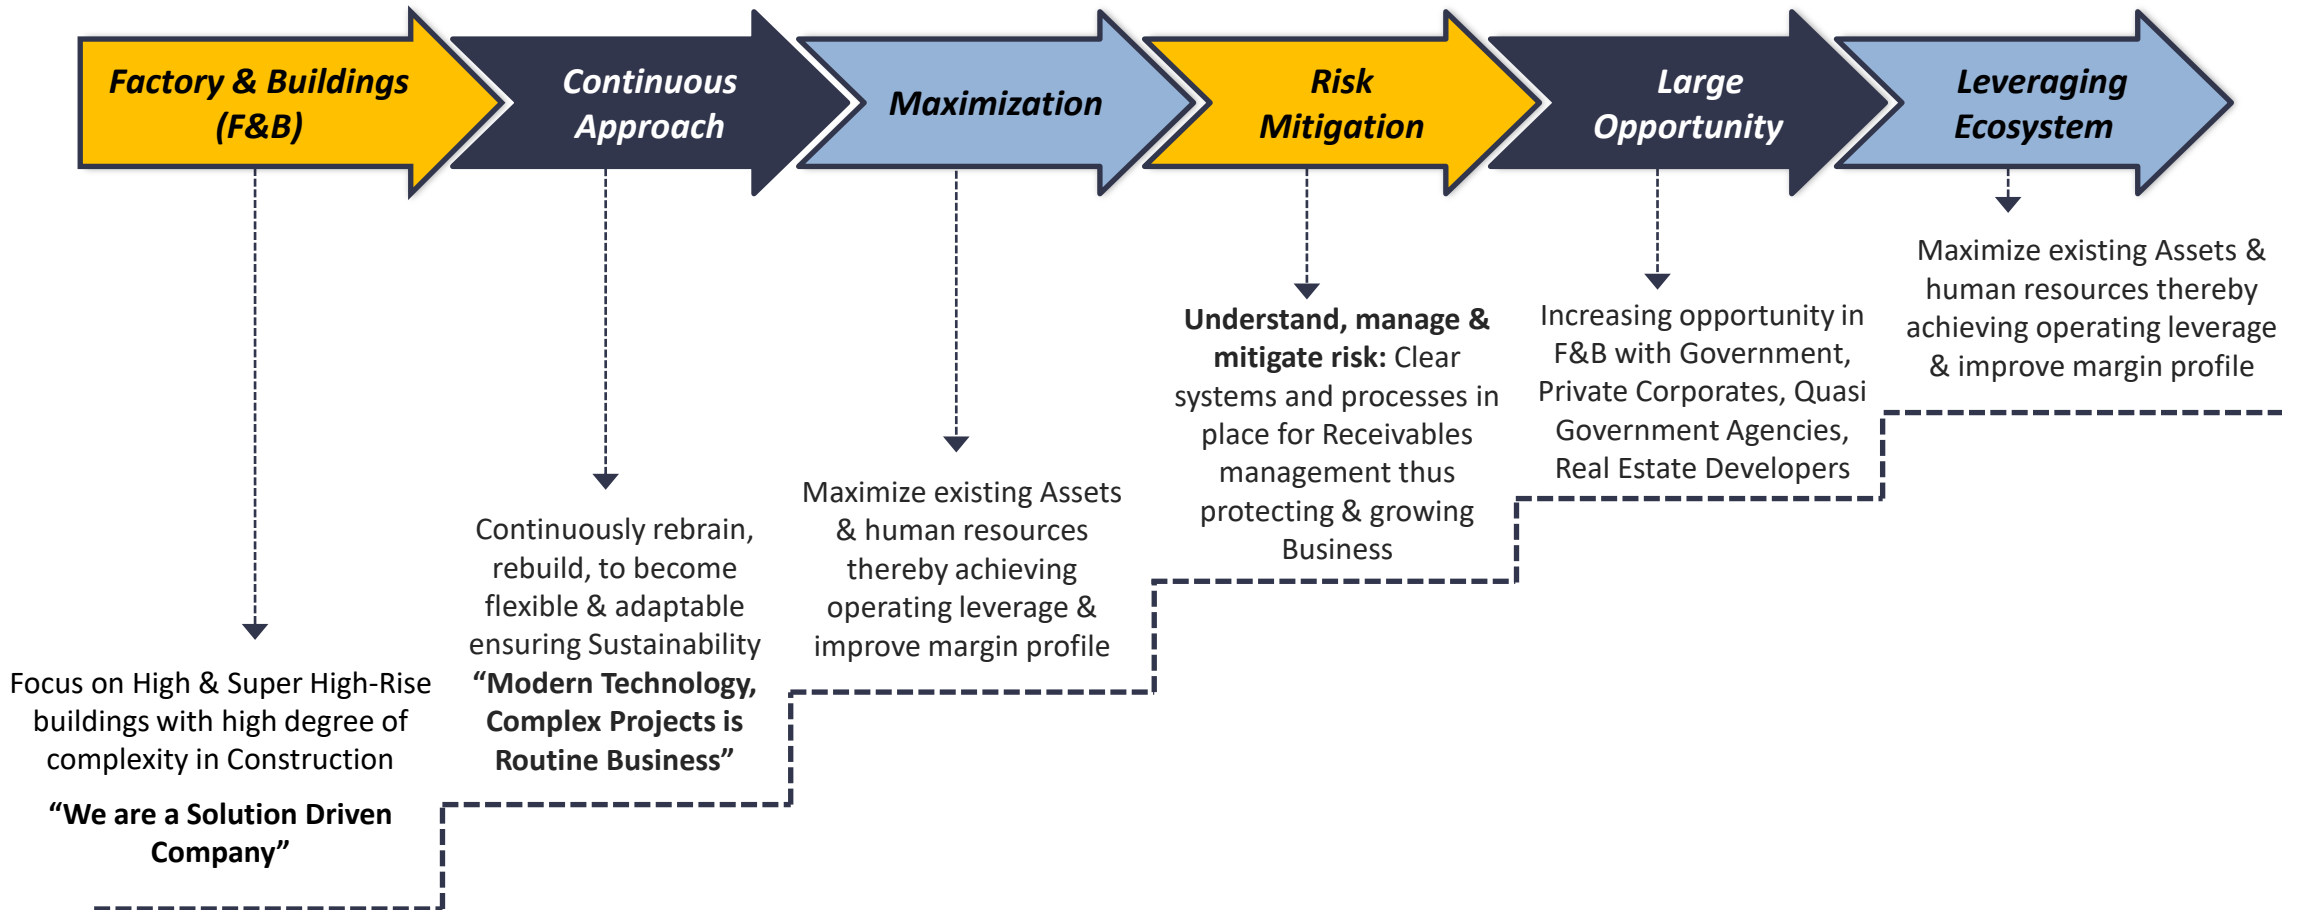 Factory & Buildings
(F&B)
Continuous
Approach
Maximization
Risk
Mitigation
Large
Opportunity
Leveraging
Ecosystem
Focus on High & Super High-Rise
buildings with high degree of
complexity in Construction
“We are a Solution Driven
Company”
Continuously rebrain,
rebuild, to become
flexible & adaptable
ensuring Sustainability
“Modern Technology,
Complex Projects is
Routine Business”
Maximize existing Assets
& human resources
thereby achieving
operating leverage &
improve margin profile
Understand, manage &
mitigate risk: Clear
systems and processes in
place for Receivables
management thus
protecting & growing
Business
Increasing opportunity in
F&B with Government,
Private Corporates, Quasi
Government Agencies,
Real Estate Developers
Maximize existing Assets &
human resources thereby
achieving operating leverage
& improve margin profile